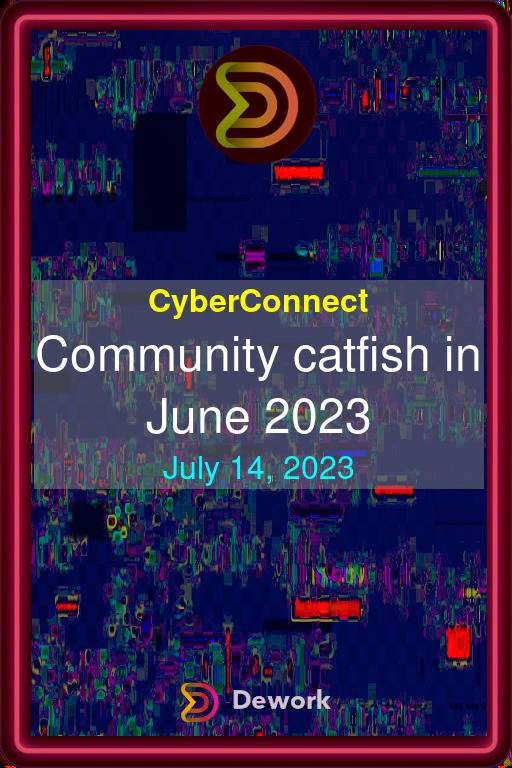 CyberConnect
Community catfish in
June 2023
July 14, 2023
Dework